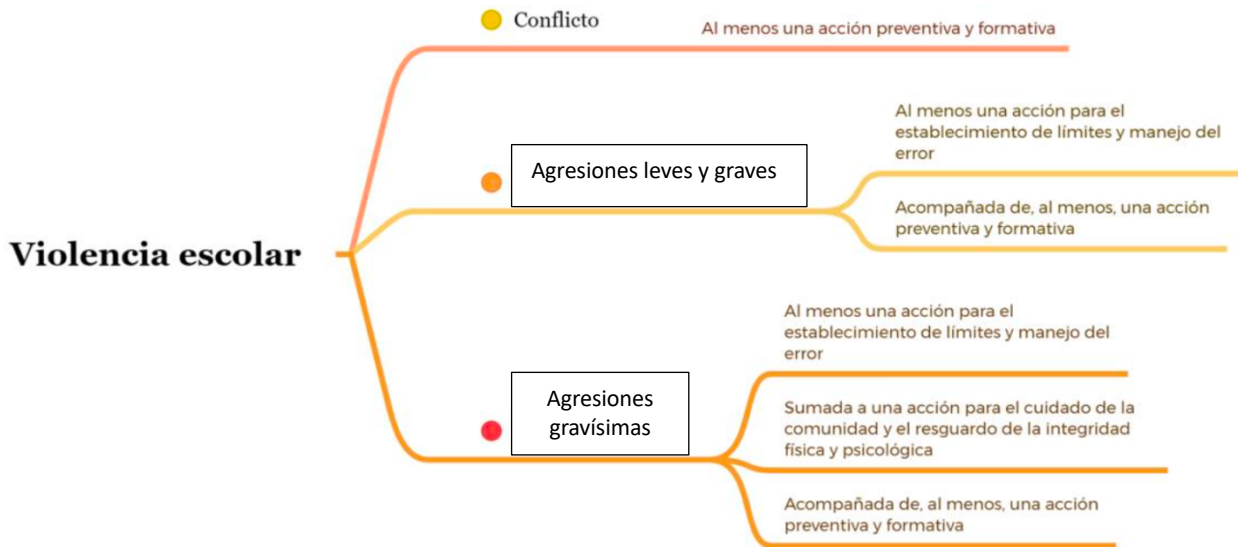 Conflicto
Al menos una acción preventiva y formativa
Violencia escolar
Agresiones leves y graves
Al menos una acción para el
establecimiento de límites y manejo del
error
Acompañada de, al menos, una acción
preventiva y formativa
Agresiones
gravísimas
Al menos una acción para el
establecimiento de límites y manejo del
error
Sumada a una acción para el cuidado de la
comunidad y el resguardo de la integridad
física y psicológica
Acompañada de, al menos, una acción
preventiva y formativa